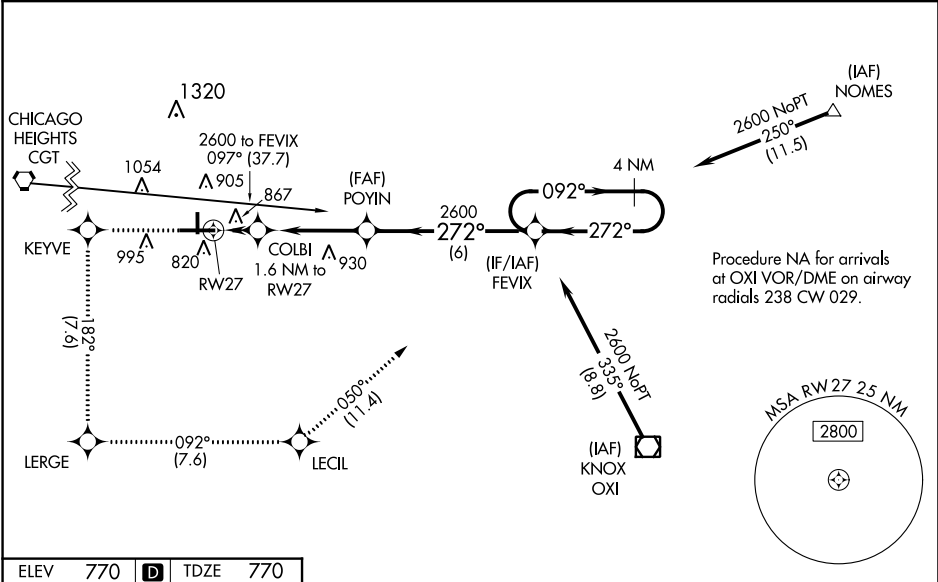 1320
CHICAGO
HEIGHTS
CGT
2600 to FEVIX
097° (37.7)
1054
905
867
(FAF)
POYIN
4 NM
092°
2600 NoPT
250°
(11.5)
(IAF)
NOMES
KEYVE
995
820
RW27
COLBI
1.6 NM to
RW27
930
2600
272°
(6)
(IF/IAF)
FEVIX
272°
Procedure NA for arrivals
at OXI VOR/DME on airway
radials 238 CW 029.
182°
(7.6)
050°
(11.4)
2600 NoPT
335°
(8.8)
LERGE
092°
(7.6)
LECIL
(IAF)
KNOX
OXI
MSA RW 27 25 NM
2800
ELEV 770 D TDZE 770